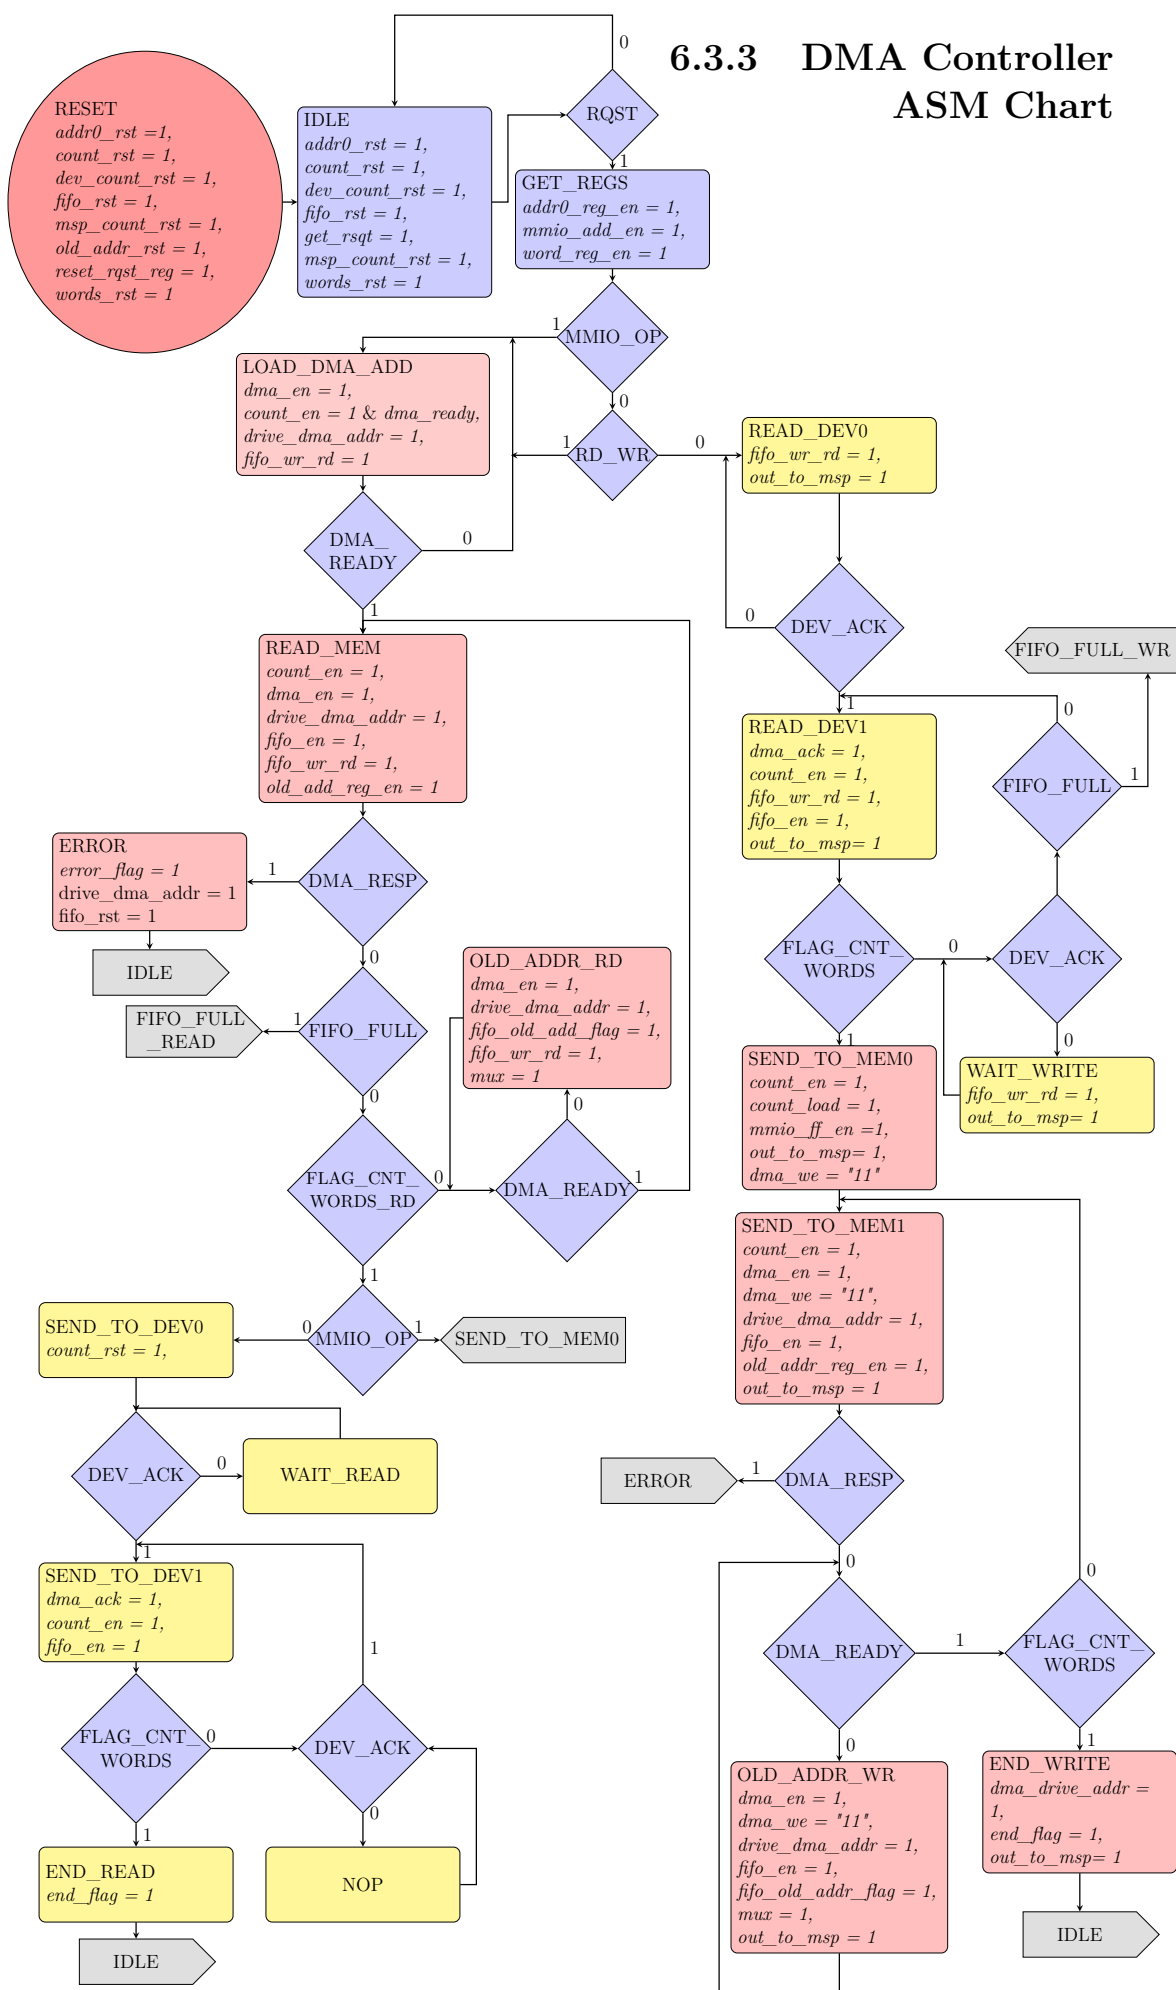 6.3.3 DMA Controller
ASM Chart
RESET
addr0_rst =1,
count_rst = 1,
dev_count_rst = 1,
fifo_rst = 1,
msp_count_rst = 1,
old_addr_rst = 1,
reset_rqst_reg = 1,
words_rst = 1
IDLE
addr0_rst = 1,
count_rst = 1,
dev_count_rst = 1,
fifo_rst = 1,
get_rsqt = 1,
msp_count_rst = 1,
words_rst = 1
0
RQST
1
GET_REGS
addr0_reg_en = 1,
mmio_add_en = 1,
word_reg_en = 1
MMIO_OP
1
0
LOAD_DMA_ADD
dma_en = 1,
count_en = 1 & dma_ready,
drive_dma_addr = 1,
fifo_wr_rd = 1
RD_WR
1
0
READ_DEV0
fifo_wr_rd = 1,
out_to_msp = 1
DMA_
READY
0
1
DEV_ACK
0
1
FIFO_FULL_WR
READ_MEM
count_en = 1,
dma_en = 1,
drive_dma_addr = 1,
fifo_en = 1,
fifo_wr_rd = 1,
old_add_reg_en = 1
READ_DEV1
dma_ack = 1,
count_en = 1,
fifo_wr_rd = 1,
fifo_en = 1,
out_to_msp= 1
FIFO_FULL
0
1
ERROR
error_flag = 1
drive_dma_addr = 1
fifo_rst = 1
1
DMA_RESP
0
IDLE
FLAG_CNT_
WORDS
0
1
DEV_ACK
0
FIFO_FULL
_READ
1
FIFO_FULL
0
OLD_ADDR_RD
dma_en = 1,
drive_dma_addr = 1,
fifo_old_add_flag = 1,
fifo_wr_rd = 1,
mux = 1
0
SEND_TO_MEM0
count_en = 1,
count_load = 1,
mmio_ff_en =1,
out_to_msp= 1,
dma_we = "11"
WAIT_WRITE
fifo_wr_rd = 1,
out_to_msp= 1
FLAG_CNT_
WORDS_RD
0
1
DMA_READY
1
SEND_TO_MEM1
count_en = 1,
dma_en = 1,
dma_we = "11",
drive_dma_addr = 1,
fifo_en = 1,
old_addr_reg_en = 1,
out_to_msp = 1
SEND_TO_DEV0
count_rst = 1,
0
MMIO_OP
1
SEND_TO_MEM0
DEV_ACK
0
1
WAIT_READ
ERROR
1
DMA_RESP
0
SEND_TO_DEV1
dma_ack = 1,
count_en = 1,
fifo_en = 1
1
DMA_READY
1
0
FLAG_CNT_
WORDS
0
1
FLAG_CNT_
WORDS
0
1
DEV_ACK
0
OLD_ADDR_WR
dma_en = 1,
dma_we = "11",
drive_dma_addr = 1,
fifo_en = 1,
fifo_old_addr_flag = 1,
mux = 1,
out_to_msp = 1
END_WRITE
dma_drive_addr =
1,
end_flag = 1,
out_to_msp= 1
END_READ
end_flag = 1
NOP
IDLE
IDLE